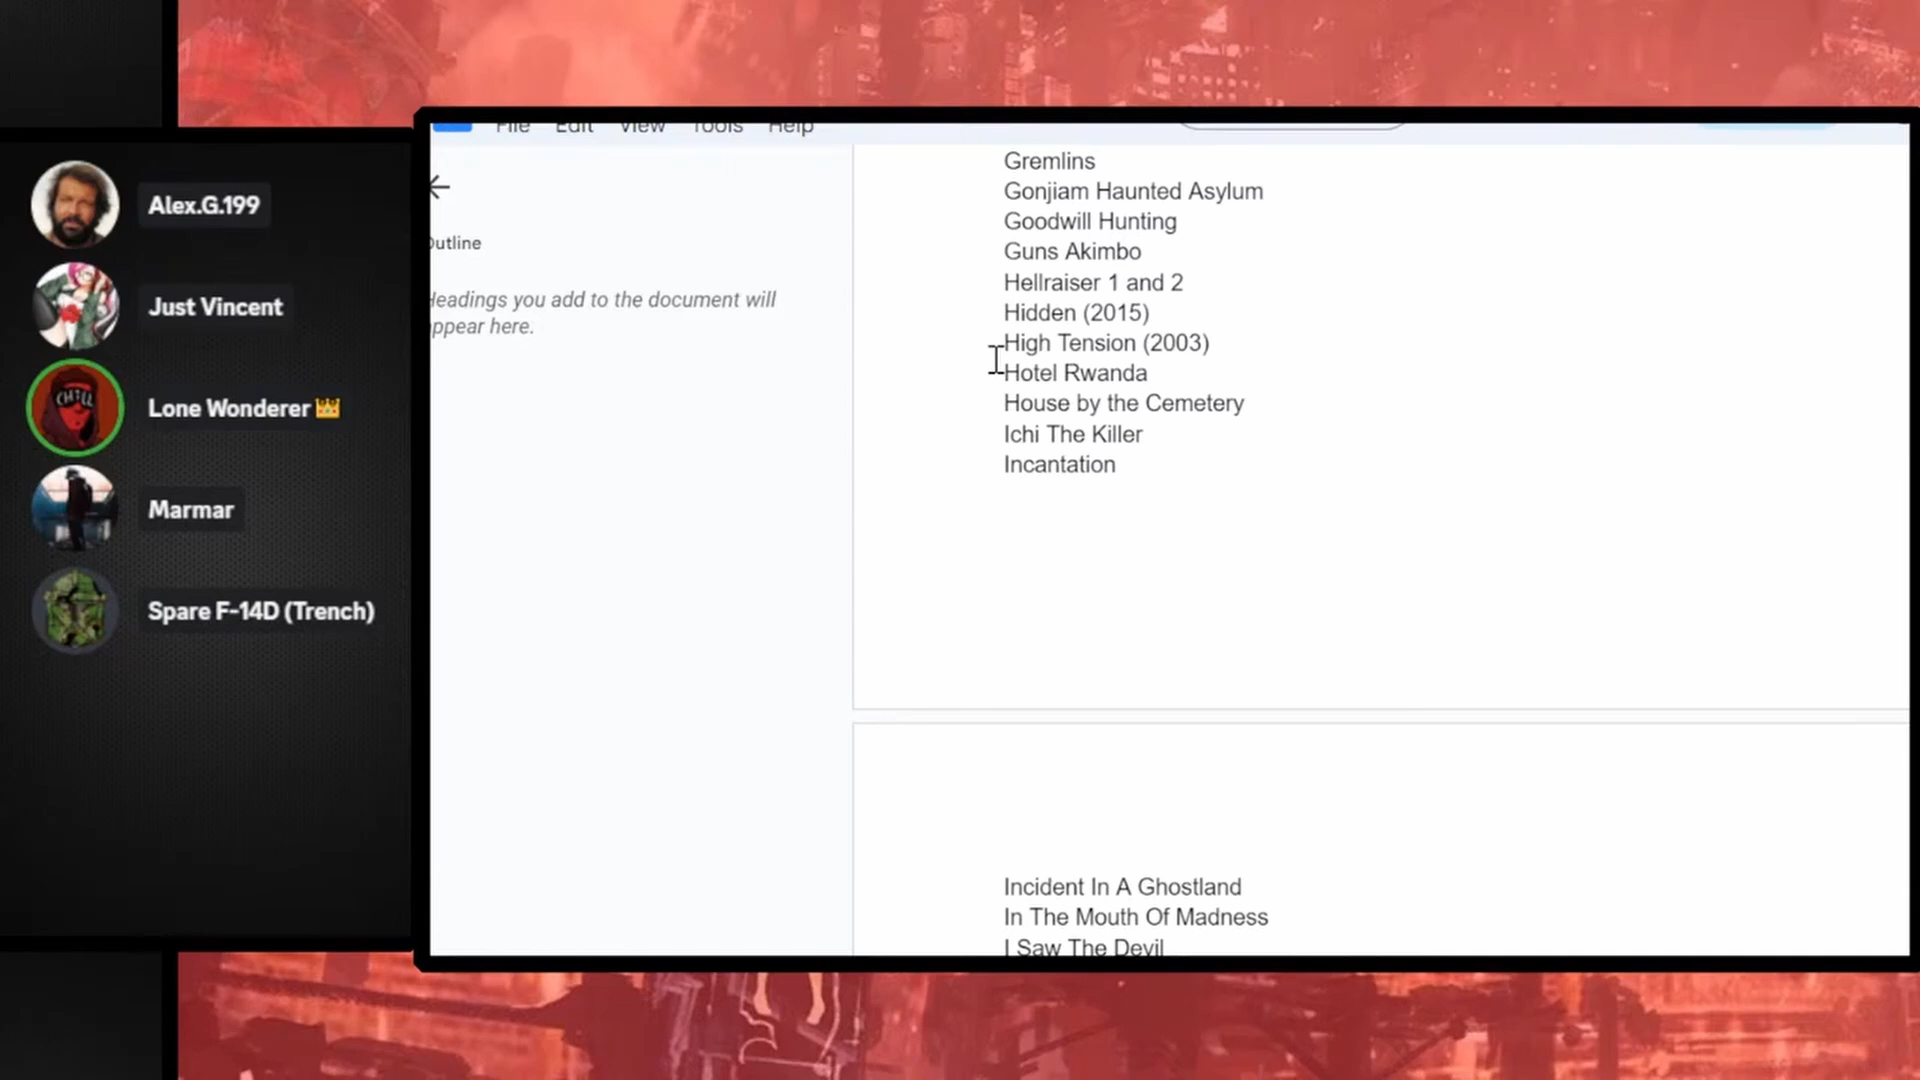 File Edit View Tools Help
Alex.G.199
Just Vincent
CHILL
Lone Wonderer 👑
Marmar
Spare F-14D (Trench)
Outline
Headings you add to the document will
appear here.
Gremlins
Gonjiam Haunted Asylum
Goodwill Hunting
Guns Akimbo
Hellraiser 1 and 2
Hidden (2015)
High Tension (2003)
Hotel Rwanda
House by the Cemetery
Ichi The Killer
Incantation
Incident In A Ghostland
In The Mouth Of Madness
I Saw The Devil